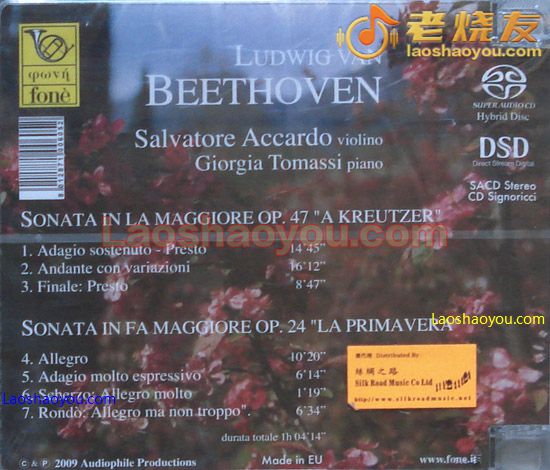 老烧友
laoshaoyou.com
φωνή
fonè
LUDWIG VAN
BEETHOVEN
Salvatore Accardo violino
Giorgia Tomassi piano
SUPER AUDIO CD
Hybrid Disc
DSD
Direct Stream Digital
SACD Stereo
CD Signoricci
SONATA IN LA MAGGIORE OP. 47 "A KREUTZER"
Laoshaoyou.com
1. Adagio sostenuto - Presto 14'45"
2. Andante con variazioni 16'12"
3. Finale: Presto 8'47"
Laoshaoyou.com
SONATA IN FA MAGGIORE OP. 24 "LA PRIMAVERA"
4. Allegro 10'20"
5. Adagio molto espressivo 6'14"
Laoshaoyou.com
6. Scherzo: Allegro molto 1'19"
7. Rondò: Allegro ma non troppo". 6'34"
durata totale 1h 04'14"
Distributed By :
絲綢之路
Silk Road Music Co Ltd
http://www.silkroadmusic.net
C & P 2009 Audiophile Productions
Made in EU
www.fone.it